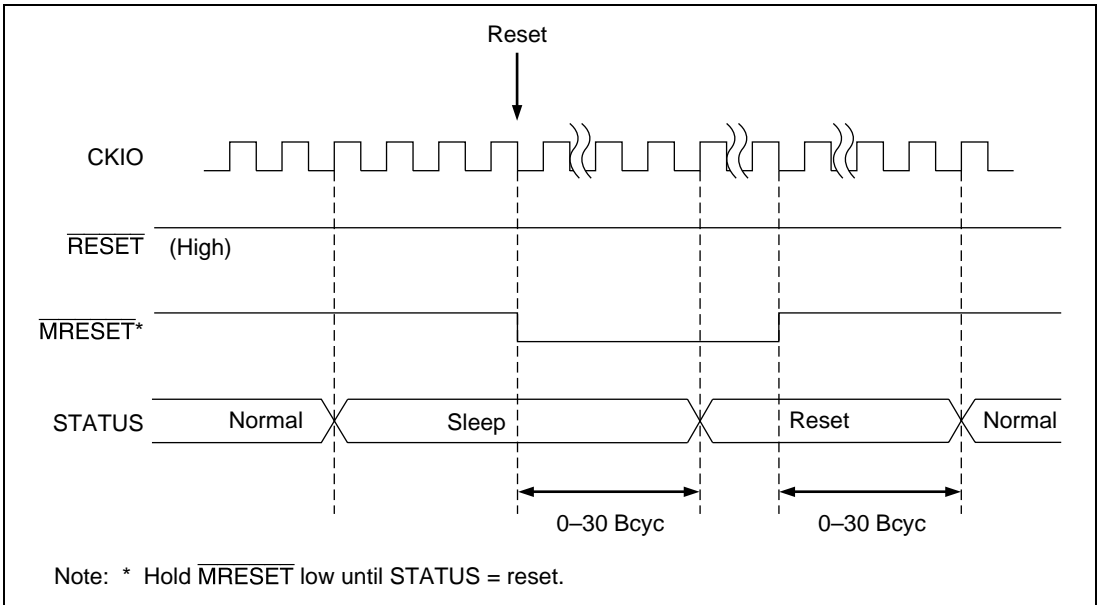 Reset
CKIO
RESET (High)
MRESET*
STATUS Normal Sleep Reset Normal
0–30 Bcyc 0–30 Bcyc
Note: * Hold MRESET low until STATUS = reset.